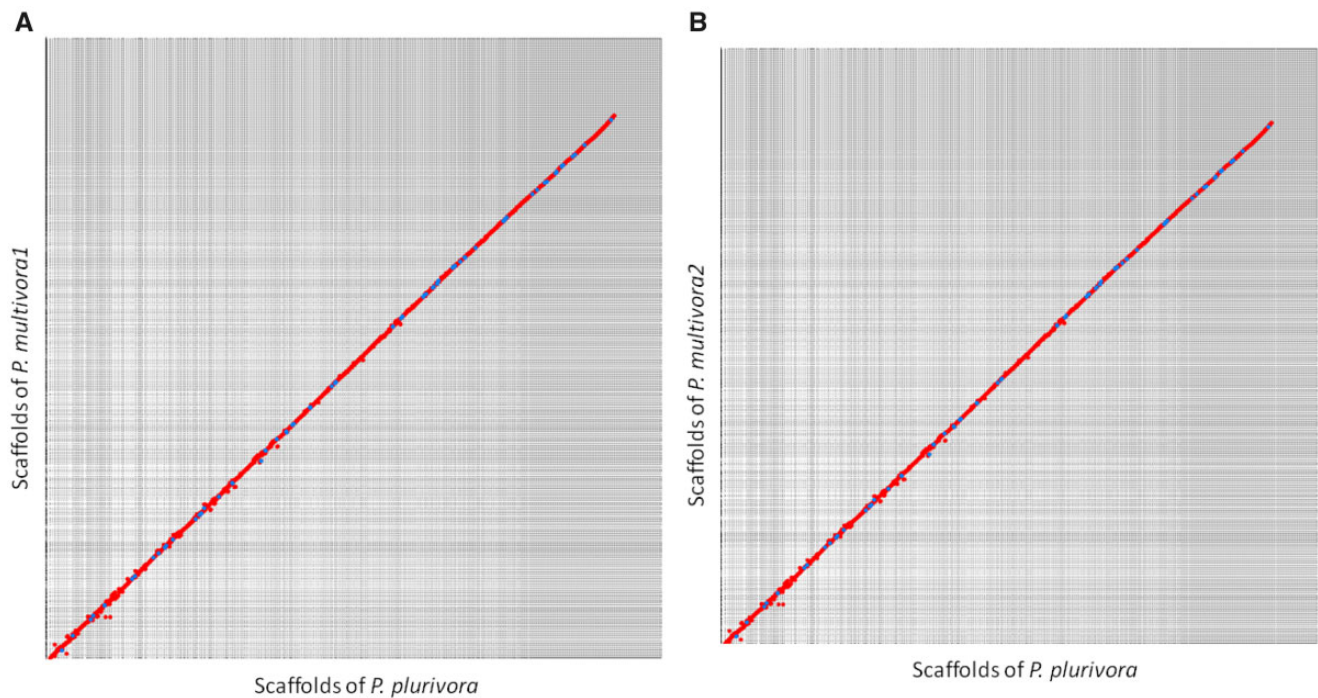 A
Scaffolds of P. multivora1
Scaffolds of P. plurivora
B
Scaffolds of P. multivora2
Scaffolds of P. plurivora